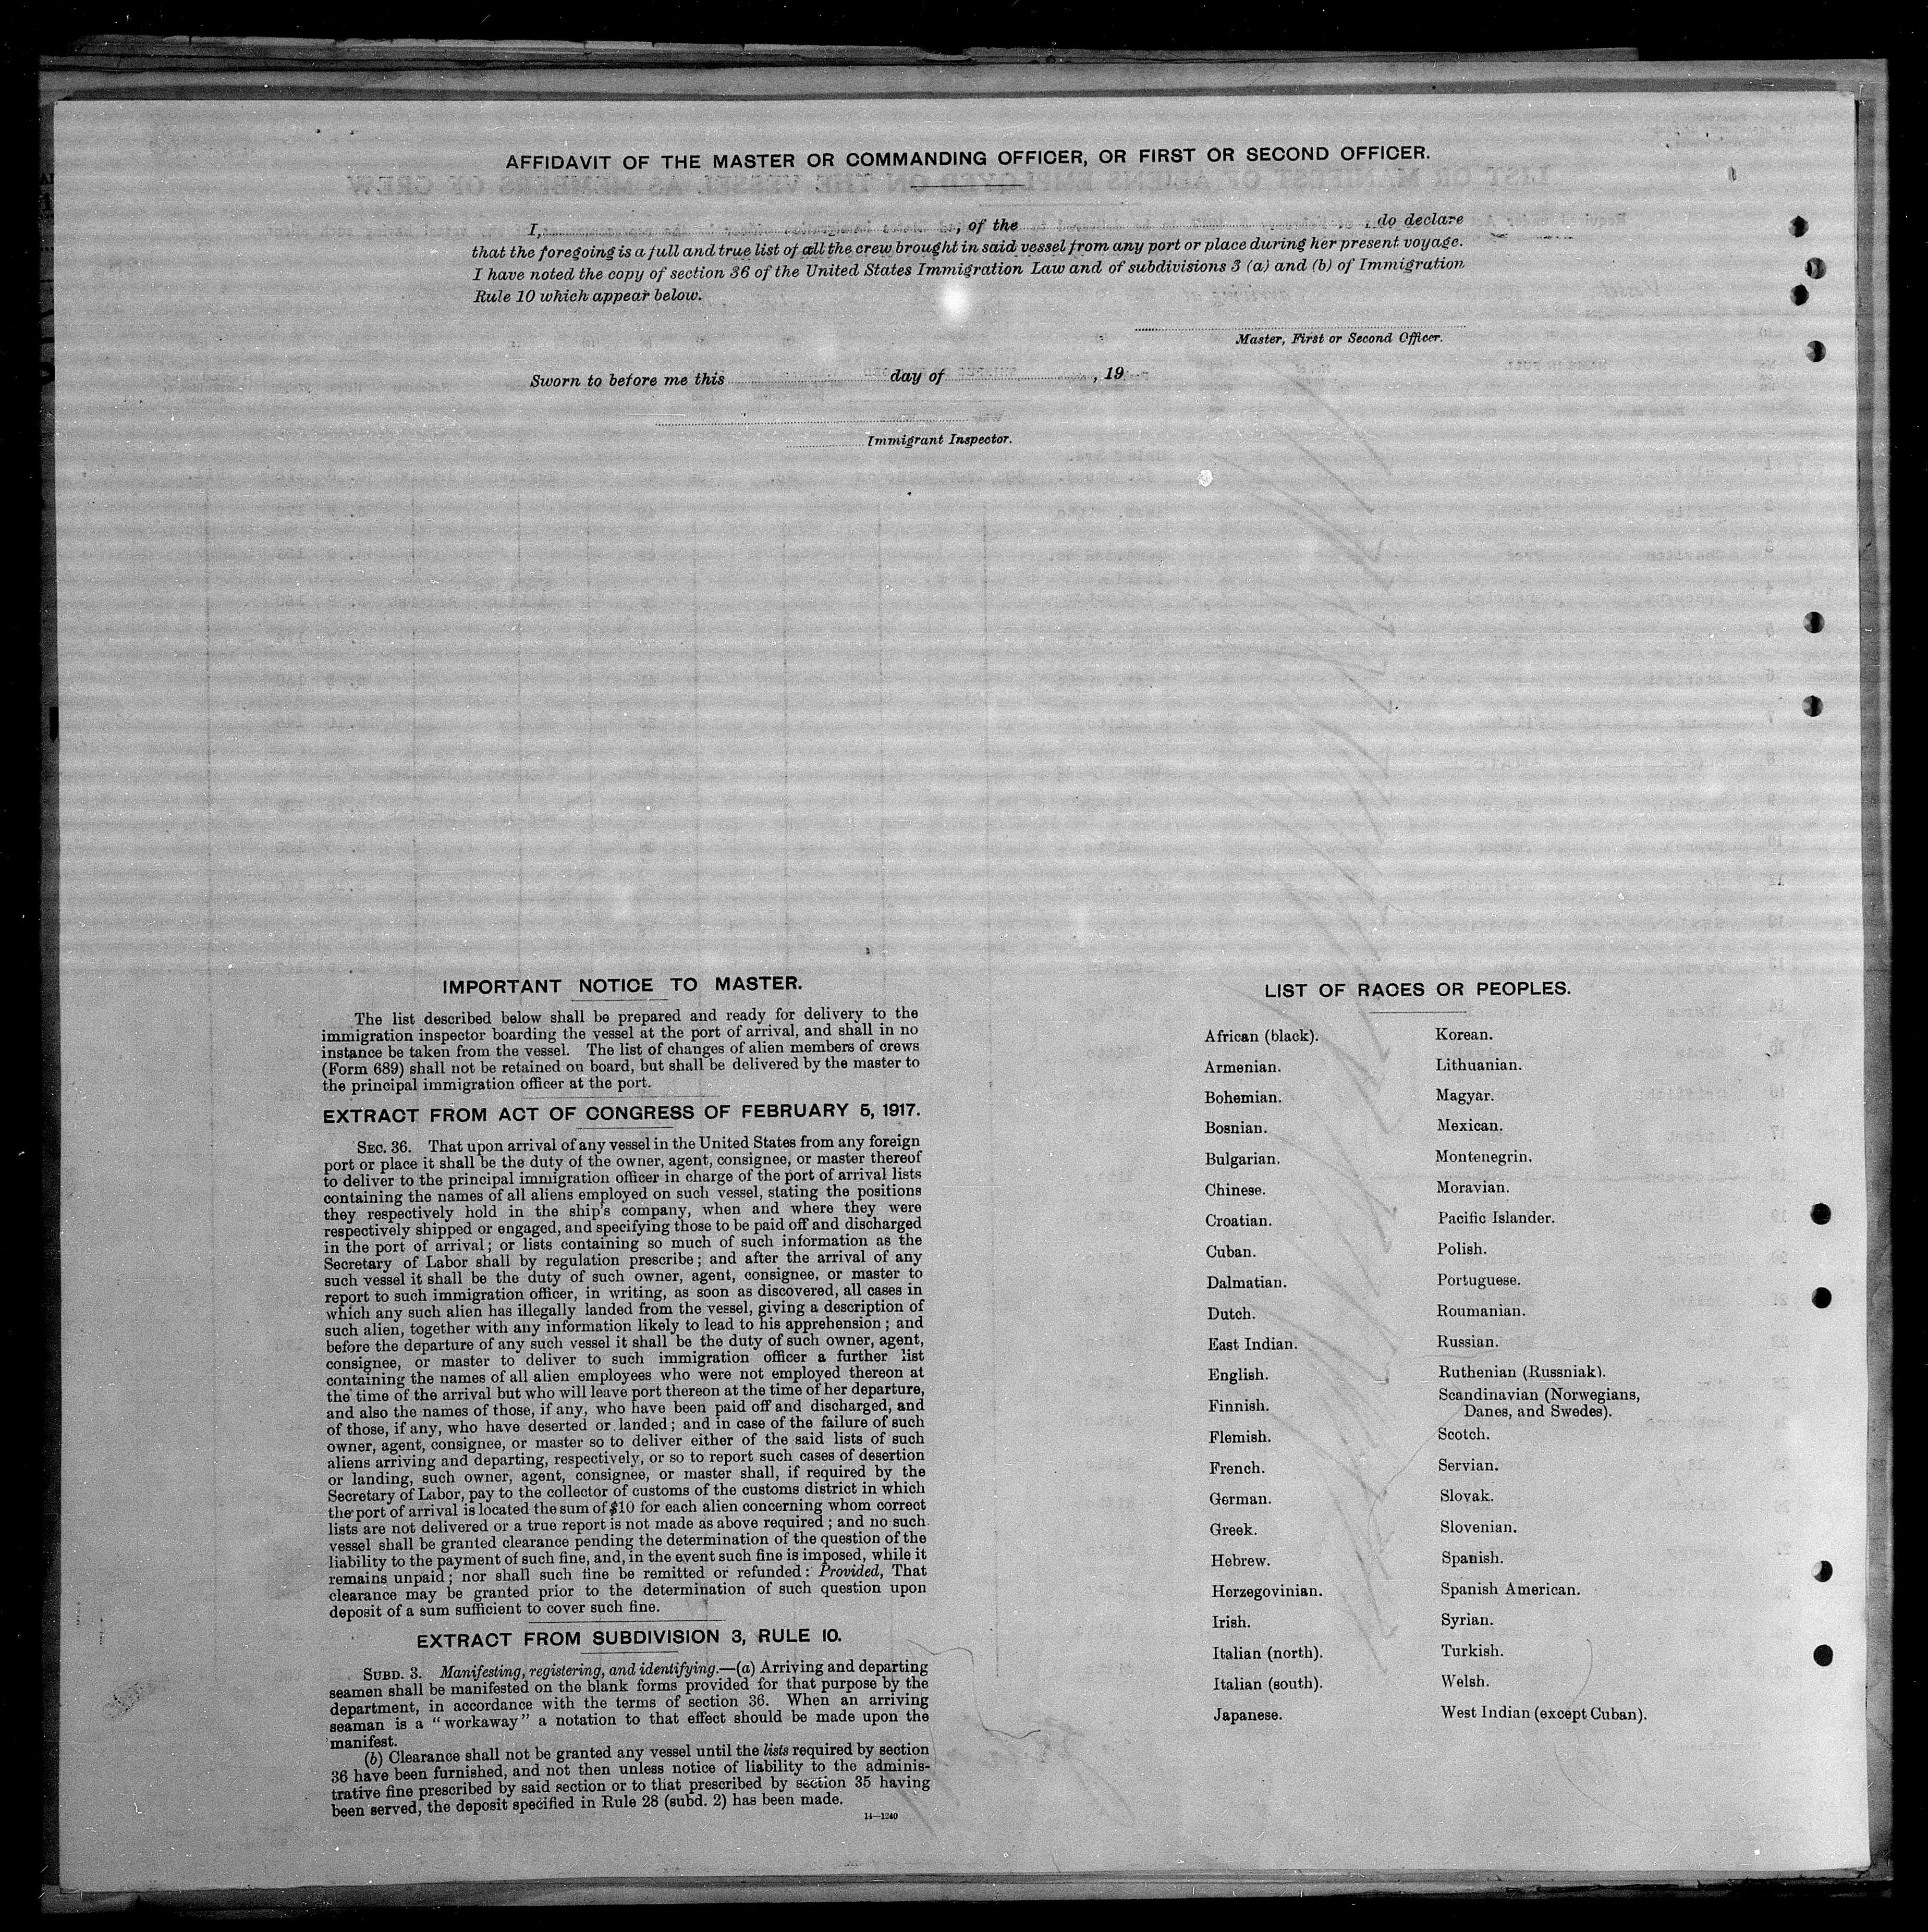 AFFIDAVIT OF THE MASTER OR COMMANDING OFFICER, OR FIRST OR SECOND OFFICER.
I, , of the do declare
that the foregoing is a full and true list of all the crew brought in said vessel from any port or place during her present voyage.
I have noted the copy of section 36 of the United States Immigration Law and of subdivisions 3 (a) and (b) of Immigration
Rule 10 which appear below.
Master, First or Second Officer.
Sworn to before me this day of , 19
Immigrant Inspector.
IMPORTANT NOTICE TO MASTER.
The list described below shall be prepared and ready for delivery to the
immigration inspector boarding the vessel at the port of arrival, and shall in no
instance be taken from the vessel. The list of changes of alien members of crews
(Form 689) shall not be retained on board, but shall be delivered by the master to
the principal immigration officer at the port.
EXTRACT FROM ACT OF CONGRESS OF FEBRUARY 5, 1917.
SEC. 36. That upon arrival of any vessel in the United States from any foreign
port or place it shall be the duty of the owner, agent, consignee, or master thereof
to deliver to the principal immigration officer in charge of the port of arrival lists
containing the names of all aliens employed on such vessel, stating the positions
they respectively hold in the ship's company, when and where they were
respectively shipped or engaged, and specifying those to be paid off and discharged
in the port of arrival; or lists containing so much of such information as the
Secretary of Labor shall by regulation prescribe; and after the arrival of any
such vessel it shall be the duty of such owner, agent, consignee, or master to
report to such immigration officer, in writing, as soon as discovered, all cases in
which any such alien has illegally landed from the vessel, giving a description of
such alien, together with any information likely to lead to his apprehension; and
before the departure of any such vessel it shall be the duty of such owner, agent,
consignee, or master to deliver to such immigration officer a further list
containing the names of all alien employees who were not employed thereon at
the time of the arrival but who will leave port thereon at the time of her departure,
and also the names of those, if any, who have been paid off and discharged, and
of those, if any, who have deserted or landed; and in case of the failure of such
owner, agent, consignee, or master so to deliver either of the said lists of such
aliens arriving and departing, respectively, or so to report such cases of desertion
or landing, such owner, agent, consignee, or master shall, if required by the
Secretary of Labor, pay to the collector of customs of the customs district in which
the port of arrival is located the sum of $10 for each alien concerning whom correct
lists are not delivered or a true report is not made as above required; and no such
vessel shall be granted clearance pending the determination of the question of the
liability to the payment of such fine, and, in the event such fine is imposed, while it
remains unpaid; nor shall such fine be remitted or refunded: Provided, That
clearance may be granted prior to the determination of such question upon
deposit of a sum sufficient to cover such fine.
EXTRACT FROM SUBDIVISION 3, RULE 10.
SUBD. 3. Manifesting, registering, and identifying.—(a) Arriving and departing
seamen shall be manifested on the blank forms provided for that purpose by the
department, in accordance with the terms of section 36. When an arriving
seaman is a "workaway" a notation to that effect should be made upon the
manifest.
(b) Clearance shall not be granted any vessel until the lists required by section
36 have been furnished, and not then unless notice of liability to the adminis-
trative fine prescribed by said section or to that prescribed by section 35 having
been served, the deposit specified in Rule 28 (subd. 2) has been made.
14—1240
LIST OF RACES OR PEOPLES.
African (black).
Armenian.
Bohemian.
Bosnian.
Bulgarian.
Chinese.
Croatian.
Cuban.
Dalmatian.
Dutch.
East Indian.
English.
Finnish.
Flemish.
French.
German.
Greek.
Hebrew.
Herzegovinian.
Irish.
Italian (north).
Italian (south).
Japanese.
Korean.
Lithuanian.
Magyar.
Mexican.
Montenegrin.
Moravian.
Pacific Islander.
Polish.
Portuguese.
Roumanian.
Russian.
Ruthenian (Russniak).
Scandinavian (Norwegians,
Danes, and Swedes).
Scotch.
Servian.
Slovak.
Slovenian.
Spanish.
Spanish American.
Syrian.
Turkish.
Welsh.
West Indian (except Cuban).